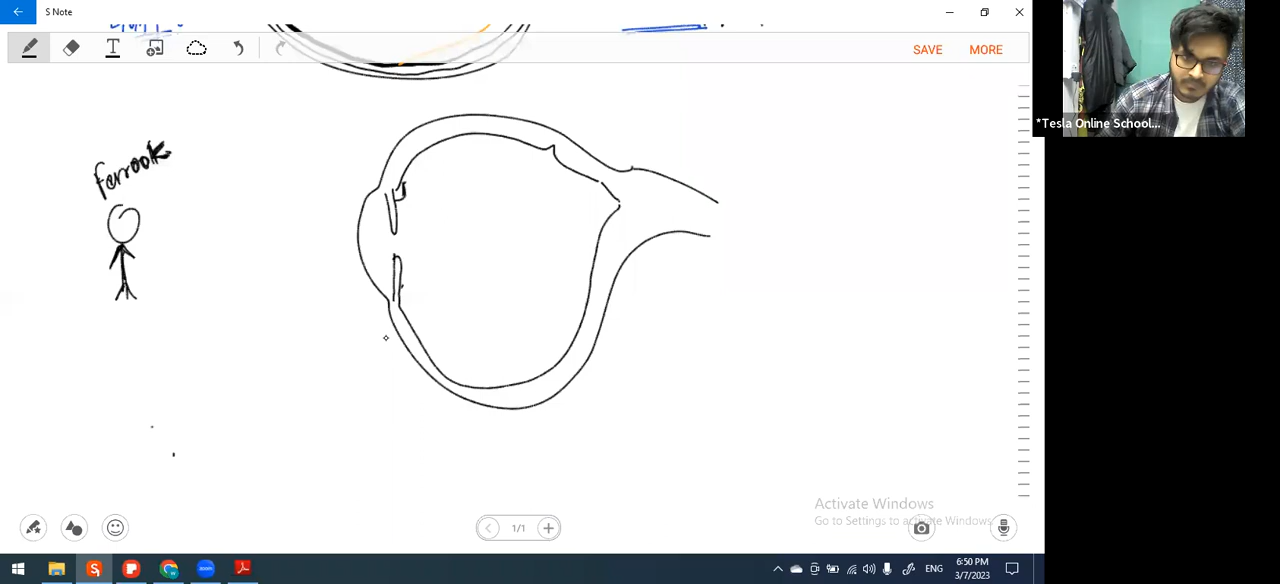 S Note
T
SAVE
MORE
*Tesla Online School...
Farrook
Activate Windows
Go to Settings to activate Windows.
1/1
ENG
6:50 PM
3/7/2023